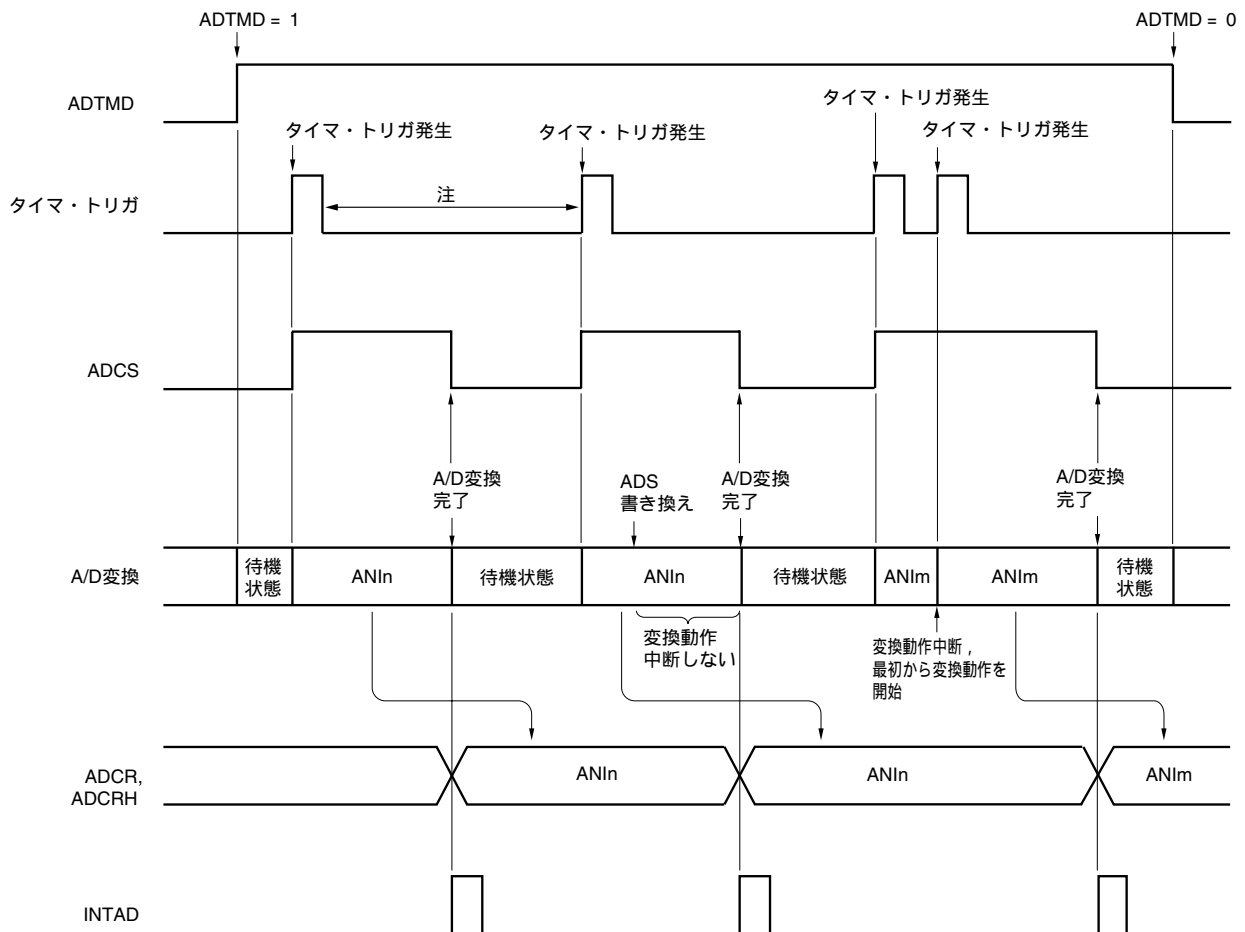 ADTMD = 1
ADTMD = 0
ADTMD
タイマ・トリガ発生
タイマ・トリガ発生
タイマ・トリガ発生
タイマ・トリガ発生
タイマ・トリガ
注
ADCS
A/D変換
完了
ADS
書き換え
A/D変換
完了
A/D変換
完了
A/D変換
待機
状態
ANIn
待機状態
ANIn
待機状態
ANIm
ANIm
待機
状態
変換動作
中断しない
変換動作中断，
最初から変換動作を
開始
ADCR,
ADCRH
ANIn
ANIn
ANIm
INTAD